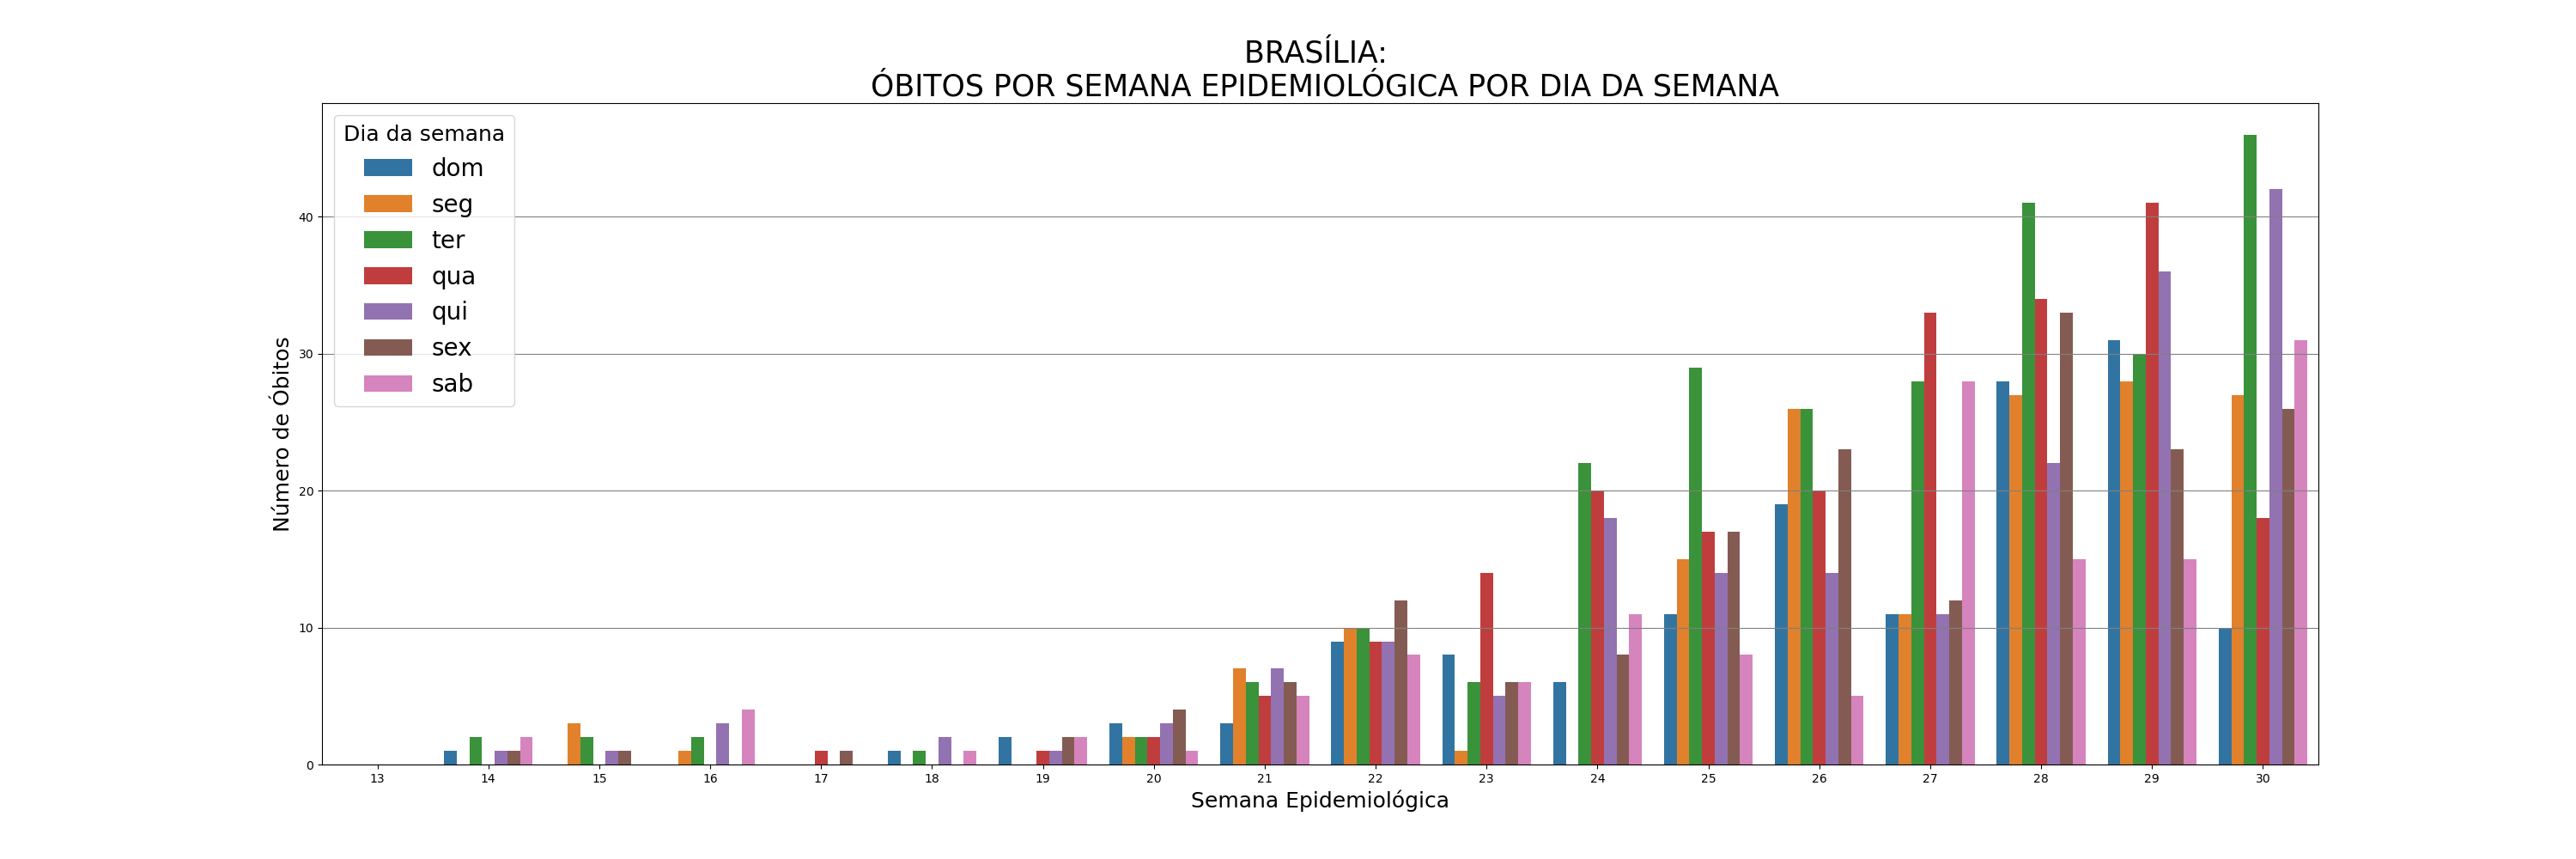 BRASÍLIA:
ÓBITOS POR SEMANA EPIDEMIOLÓGICA POR DIA DA SEMANA
Dia da semana
dom
seg
ter
qua
qui
sex
sab
Número de Óbitos
40
30
20
10
0
13 14 15 16 17 18 19 20 21 22 23 24 25 26 27 28 29 30
Semana Epidemiológica